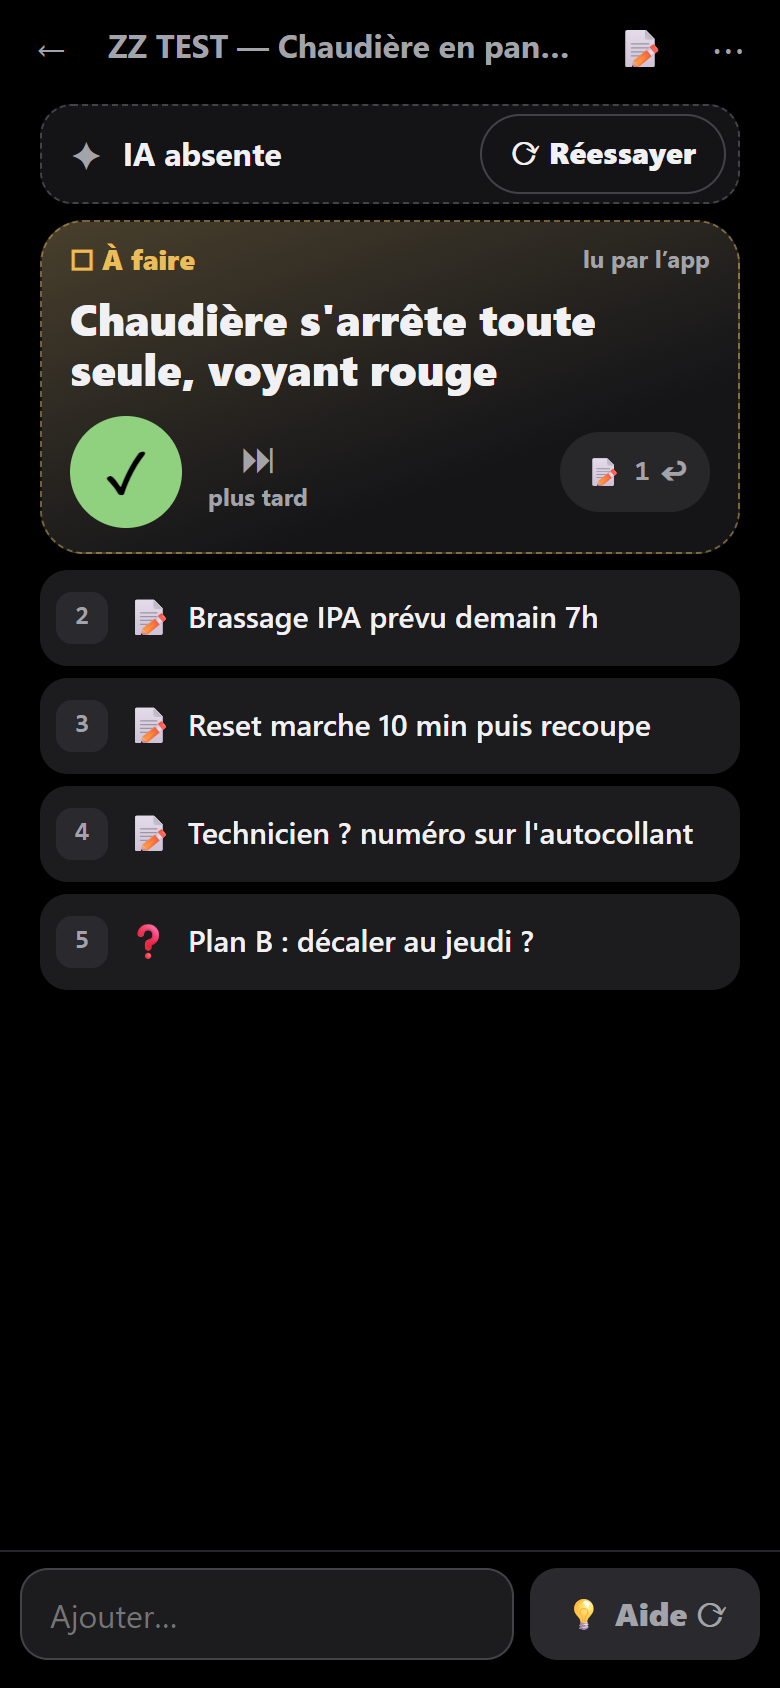 ← ZZ TEST — Chaudière en pan... 📝 ...
✦ IA absente ⟳ Réessayer
☐ À faire lu par l’app
Chaudière s'arrête toute
seule, voyant rouge
✓ ⏭ 📝 1 ↩
plus tard
2 📝 Brassage IPA prévu demain 7h
3 📝 Reset marche 10 min puis recoupe
4 📝 Technicien ? numéro sur l'autocollant
5 ❓ Plan B : décaler au jeudi ?
Ajouter... 💡 Aide ⟳